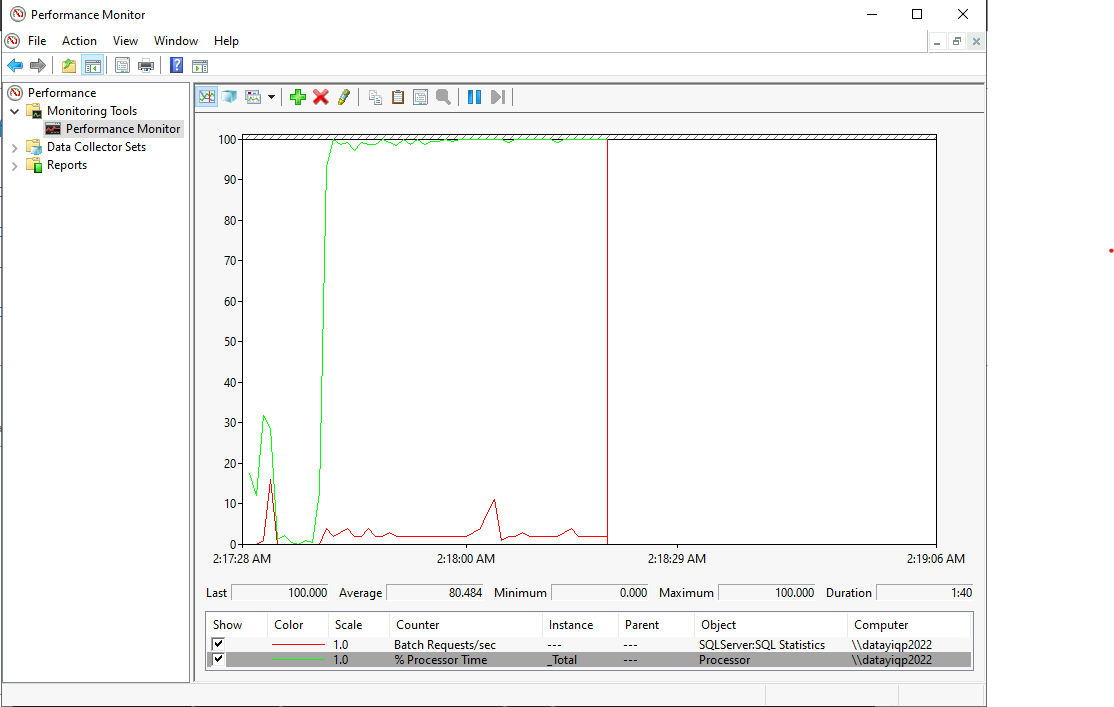 Performance Monitor
File Action View Window Help
Performance
Monitoring Tools
Performance Monitor
Data Collector Sets
Reports
100
90
80
70
60
50
40
30
20
10
0
2:17:28 AM 2:18:00 AM 2:18:29 AM 2:19:06 AM
Last 100.000 Average 80.484 Minimum 0.000 Maximum 100.000 Duration 1:40
Show Color Scale Counter Instance Parent Object Computer
1.0 Batch Requests/sec --- --- SQLServer:SQL Statistics \\datayiqp2022
1.0 % Processor Time _Total --- Processor \\datayiqp2022